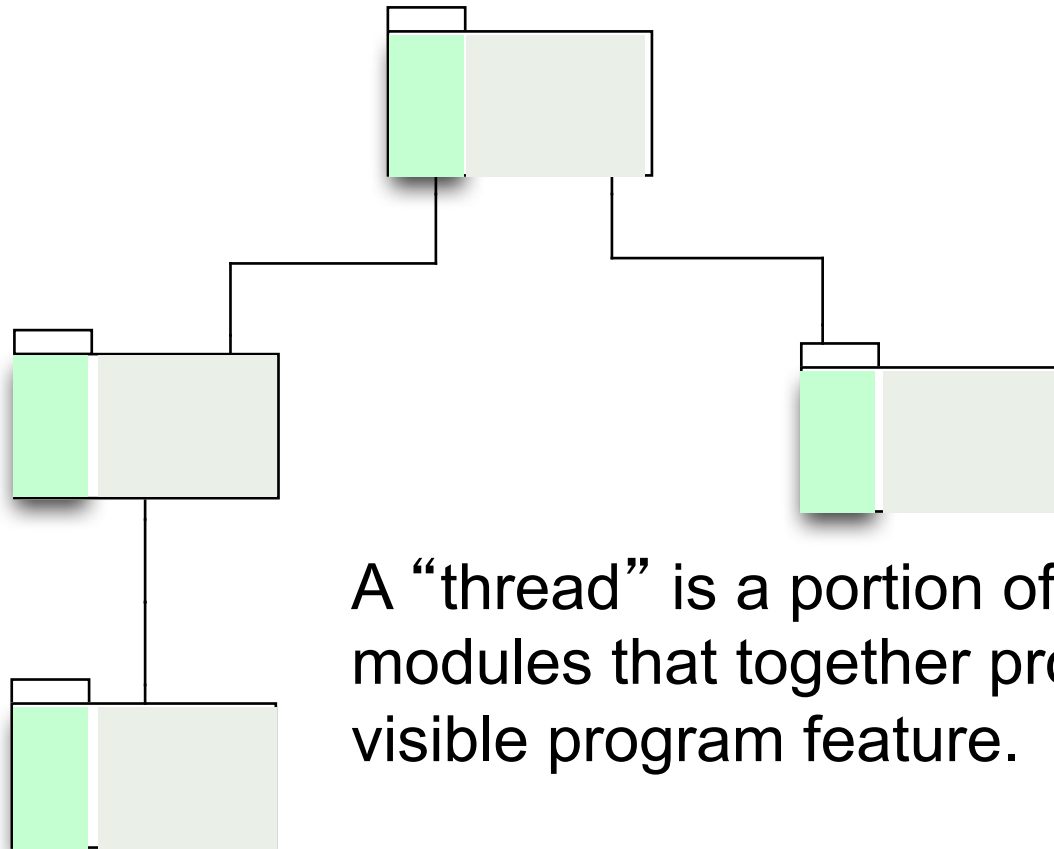 A “thread” is a portion of
modules that together pro
visible program feature.